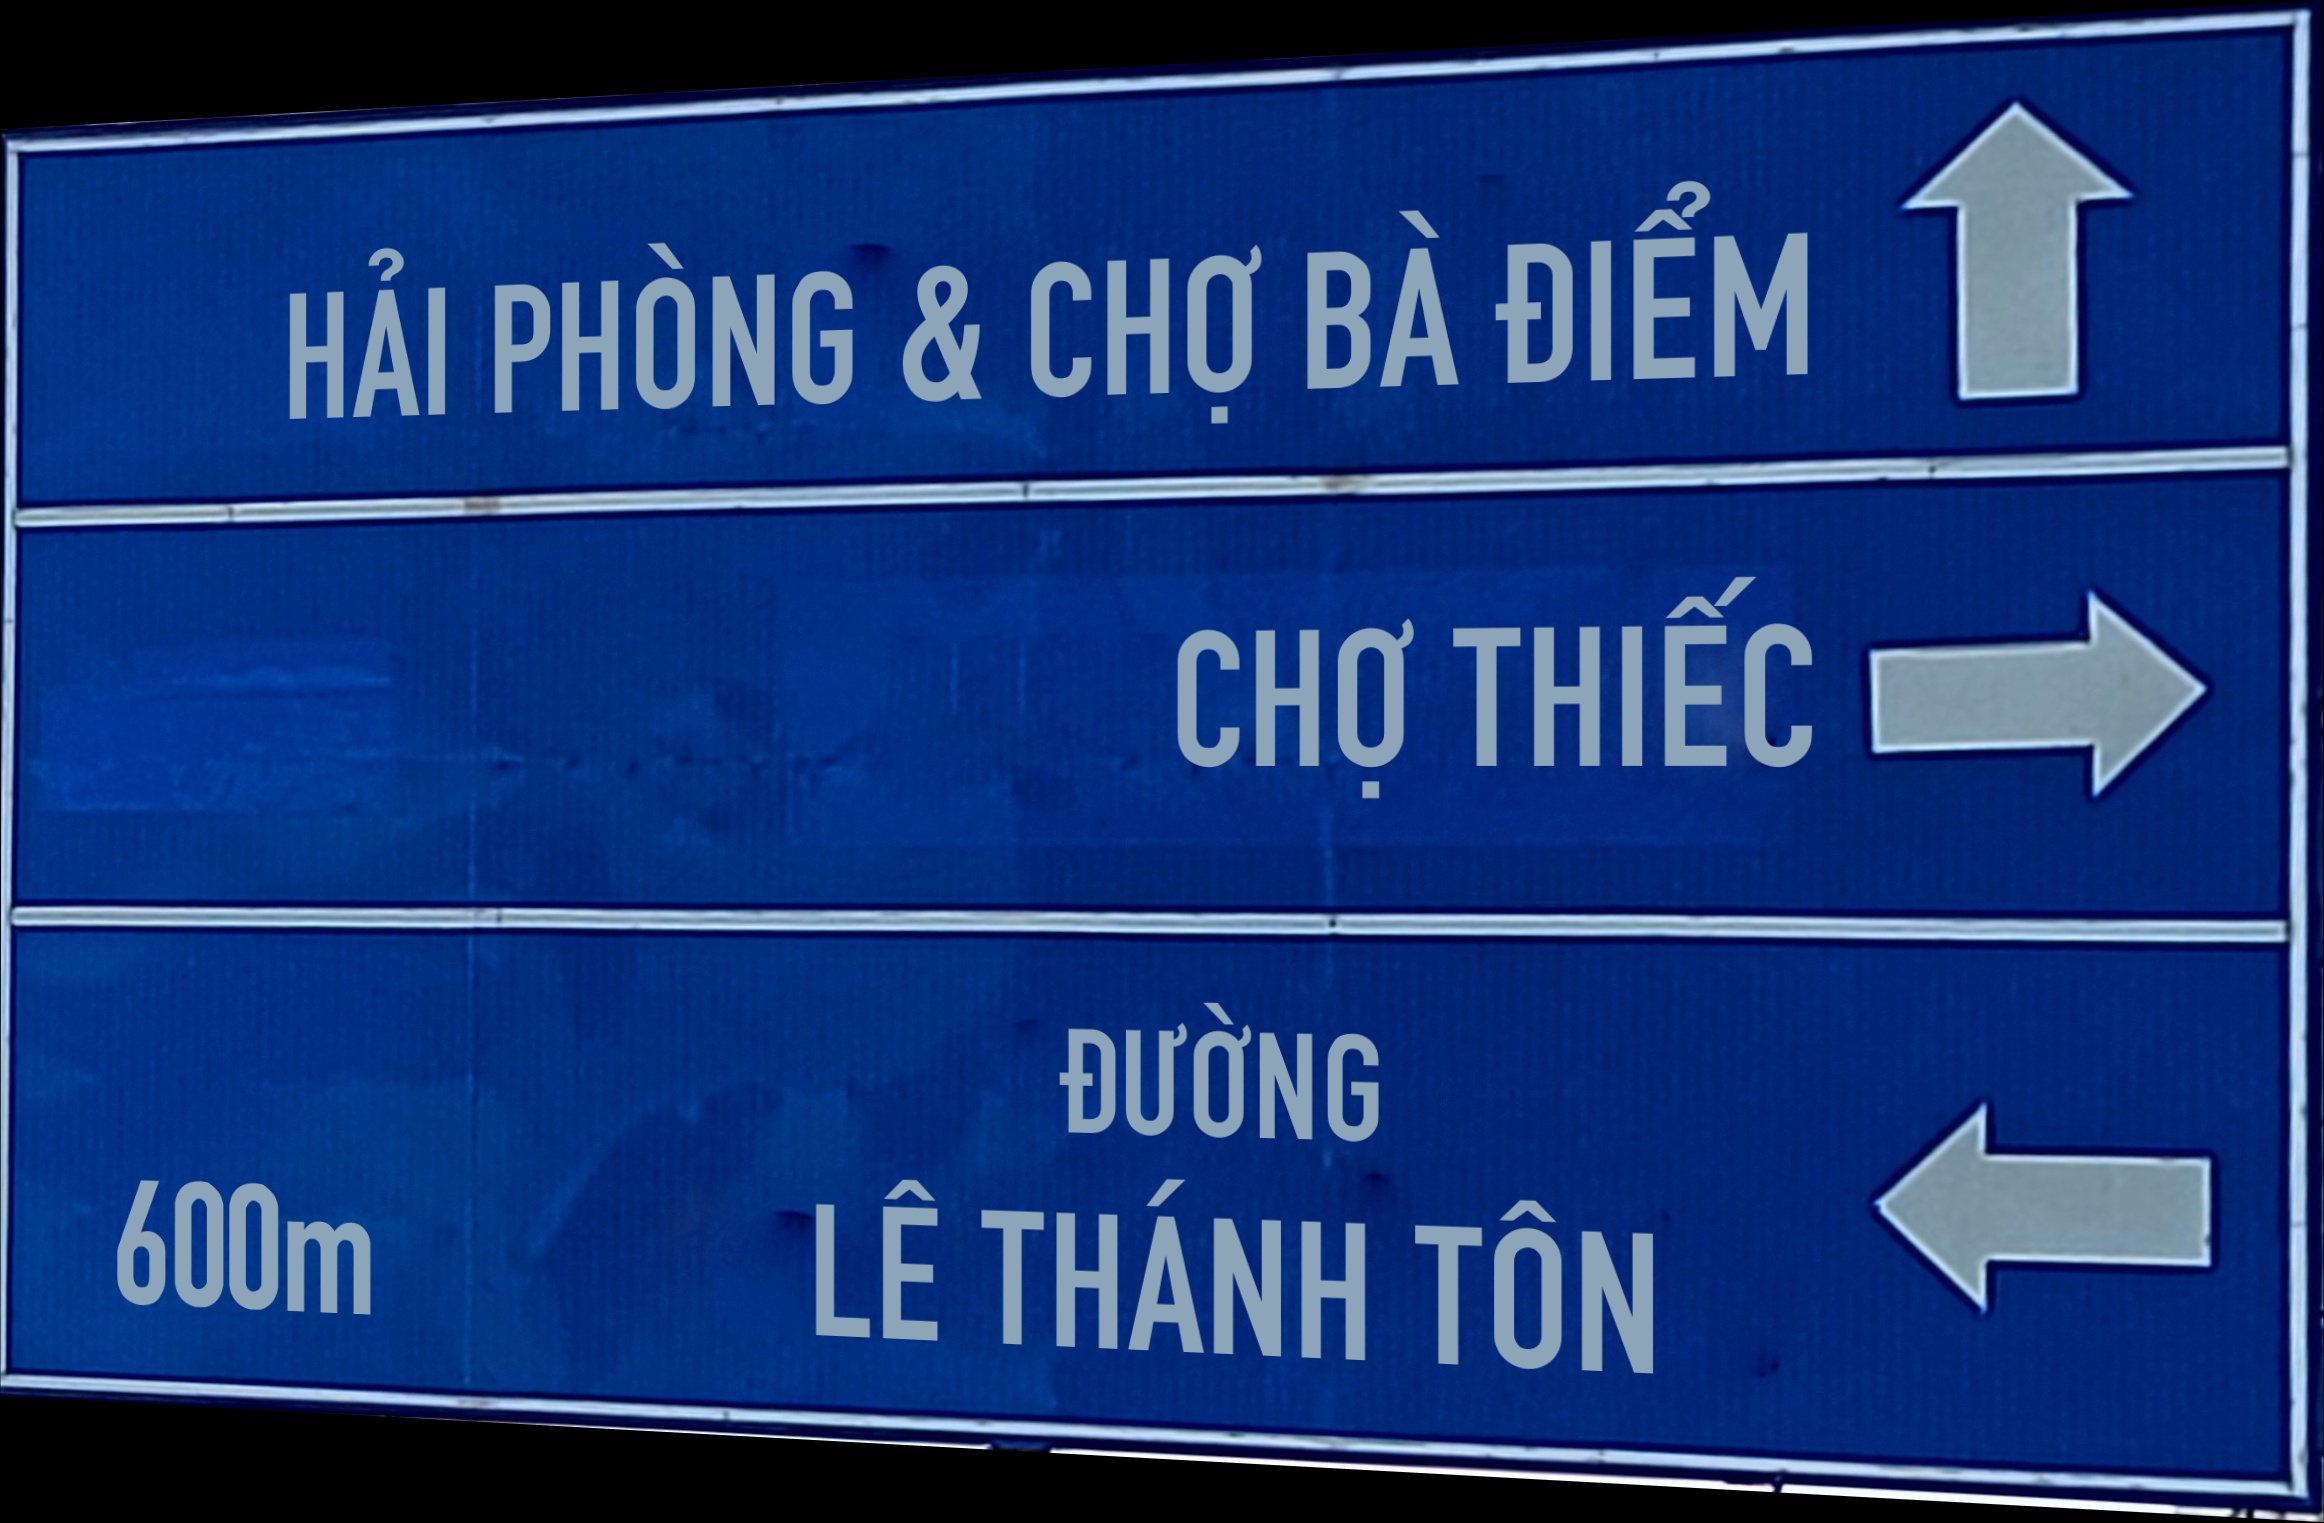 HẢI PHÒNG & CHỢ BÀ ĐIỂM
CHỢ THIẾC
ĐƯỜNG
LÊ THÁNH TÔN
600m